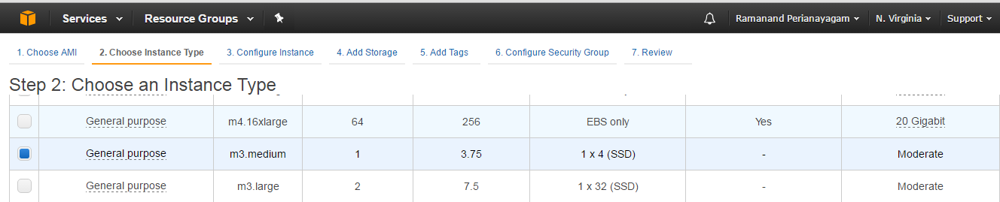 Services Resource Groups Ramanand Perianayagam N. Virginia Support
1. Choose AMI 2. Choose Instance Type 3. Configure Instance 4. Add Storage 5. Add Tags 6. Configure Security Group 7. Review
Step 2: Choose an Instance Type
General purpose m4.16xlarge 64 256 EBS only Yes 20 Gigabit
General purpose m3.medium 1 3.75 1 x 4 (SSD) - Moderate
General purpose m3.large 2 7.5 1 x 32 (SSD) - Moderate